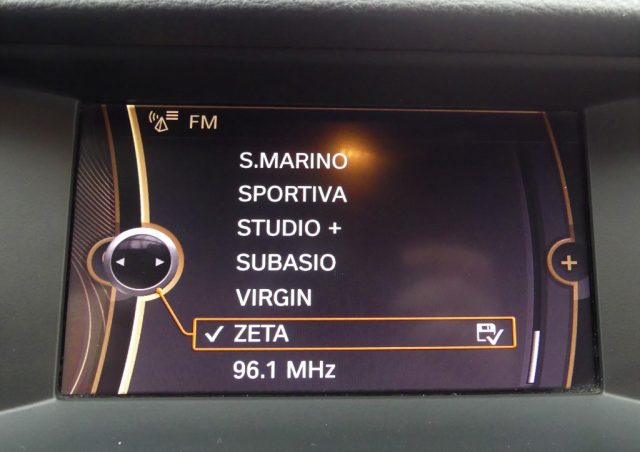 FM
S.MARINO
SPORTIVA
STUDIO +
SUBASIO
VIRGIN
✓ ZETA
96.1 MHz